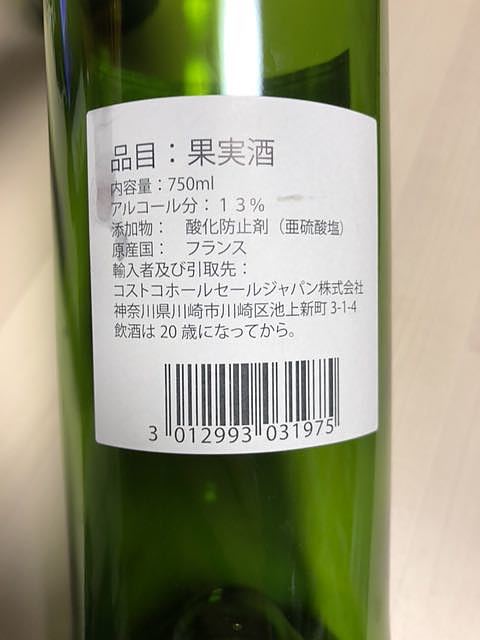 品目：果実酒
内容量：750ml
アルコール分：１３％
添加物：　酸化防止剤（亜硫酸塩）
原産国：　フランス
輸入者及び引取先：
コストコホールセールジャパン株式会社
神奈川県川崎市川崎区池上新町 3-1-4
飲酒は 20 歳になってから。
3 012993 031975